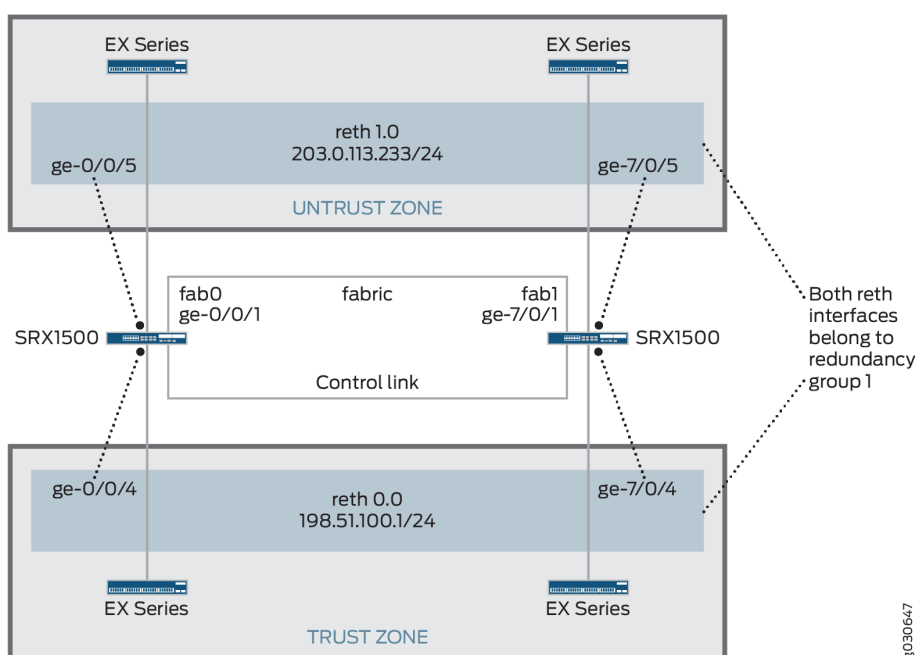 EX Series
EX Series
reth 1.0
203.0.113.233/24
ge-0/0/5
ge-7/0/5
UNTRUST ZONE
fab0
fabric
fab1
ge-0/0/1
ge-7/0/1
SRX1500
SRX1500
Control link
Both reth
interfaces
belong to
redundancy
group 1
ge-0/0/4
ge-7/0/4
reth 0.0
198.51.100.1/24
EX Series
EX Series
TRUST ZONE
g030647